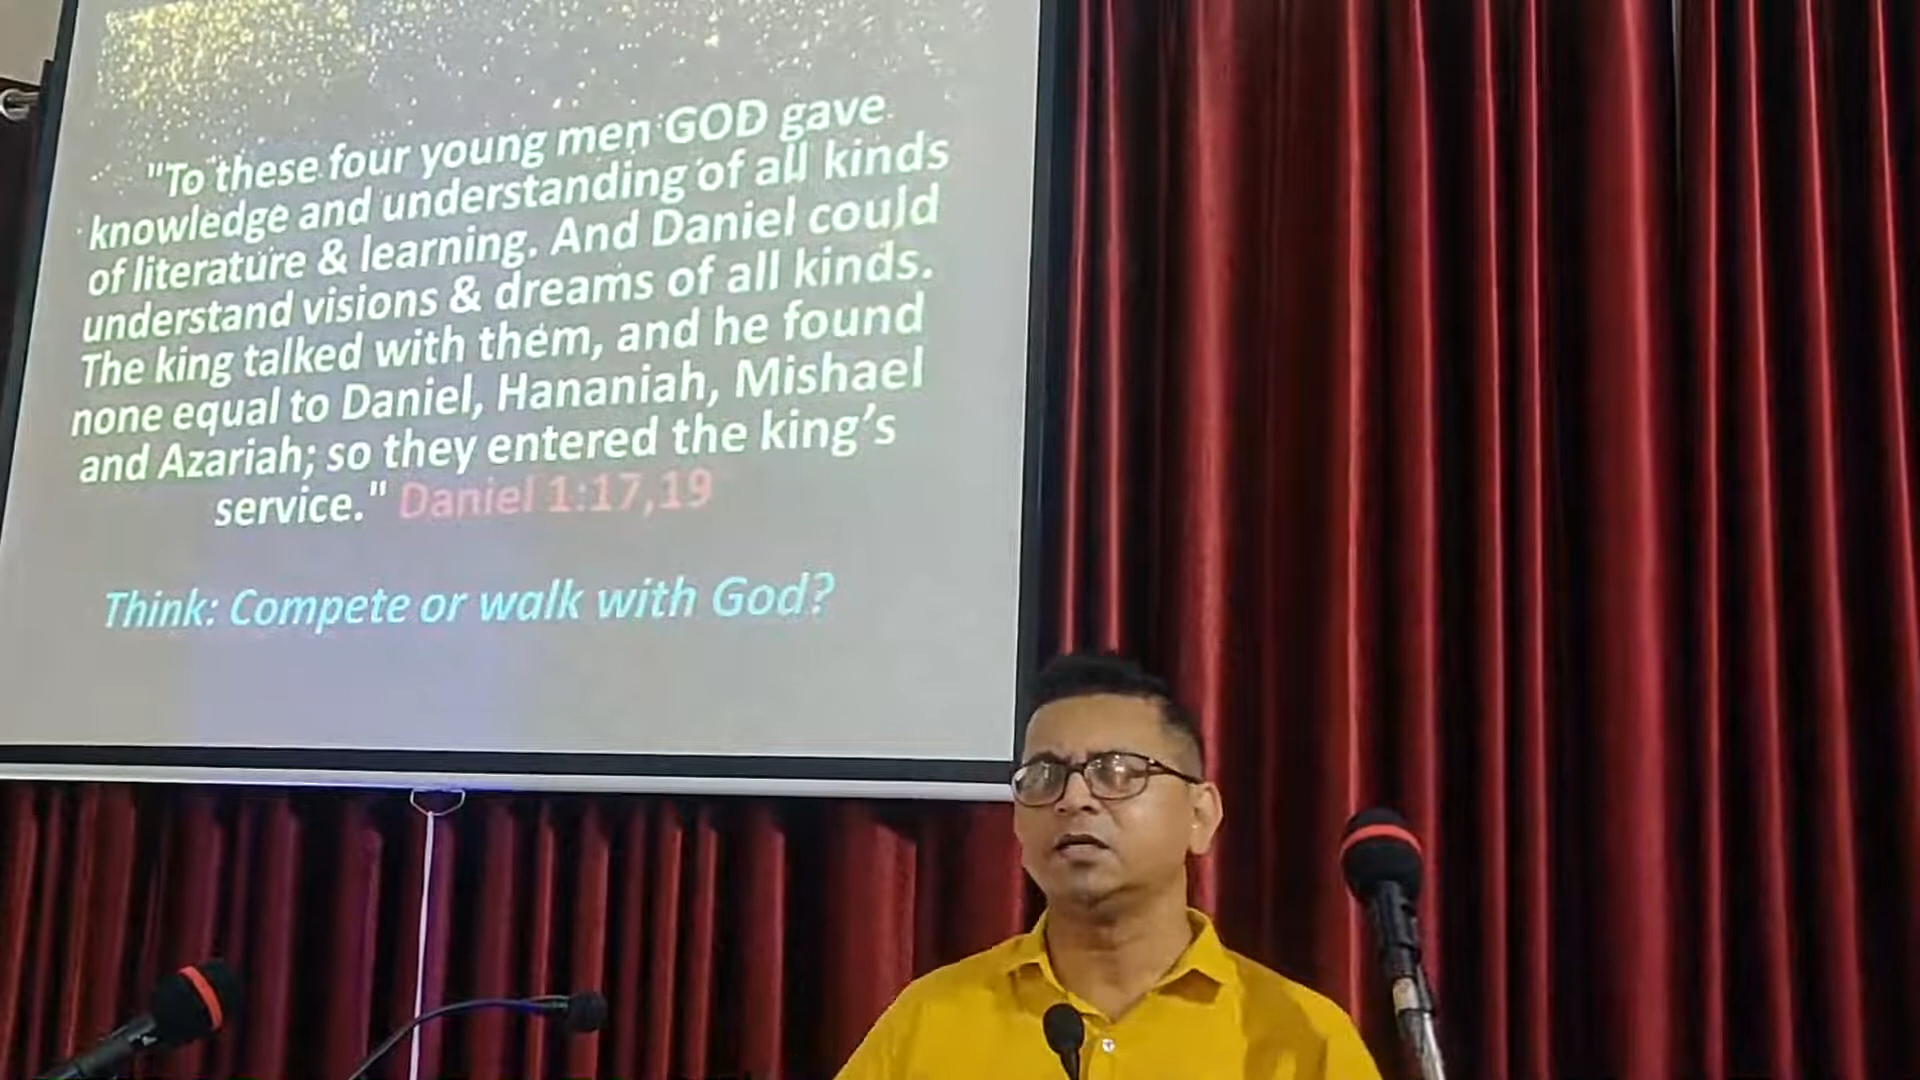 "To these four young men GOD gave
knowledge and understanding of all kinds
of literature & learning. And Daniel could
understand visions & dreams of all kinds.
The king talked with them, and he found
none equal to Daniel, Hananiah, Mishael
and Azariah; so they entered the king’s
service." Daniel 1:17,19
Think: Compete or walk with God?